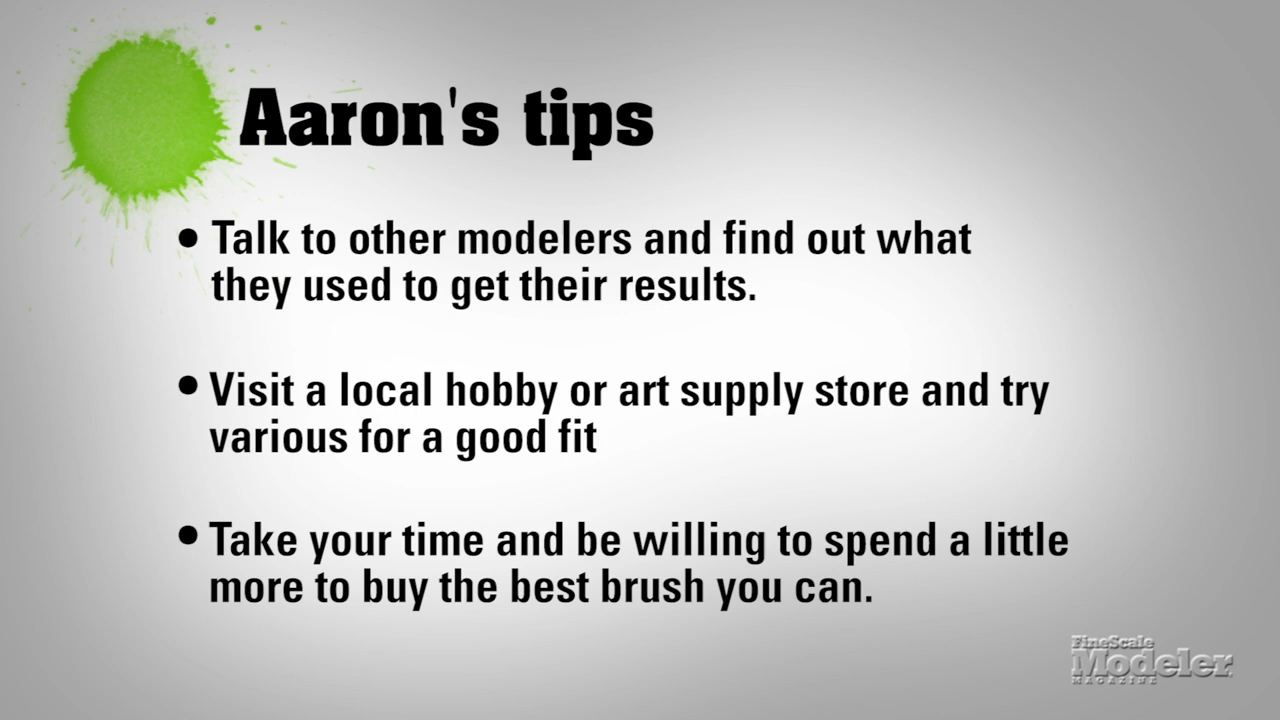 Aaron's tips
• Talk to other modelers and find out what
they used to get their results.
• Visit a local hobby or art supply store and try
various for a good fit
• Take your time and be willing to spend a little
more to buy the best brush you can.
FineScale
Modeler
MAGAZINE